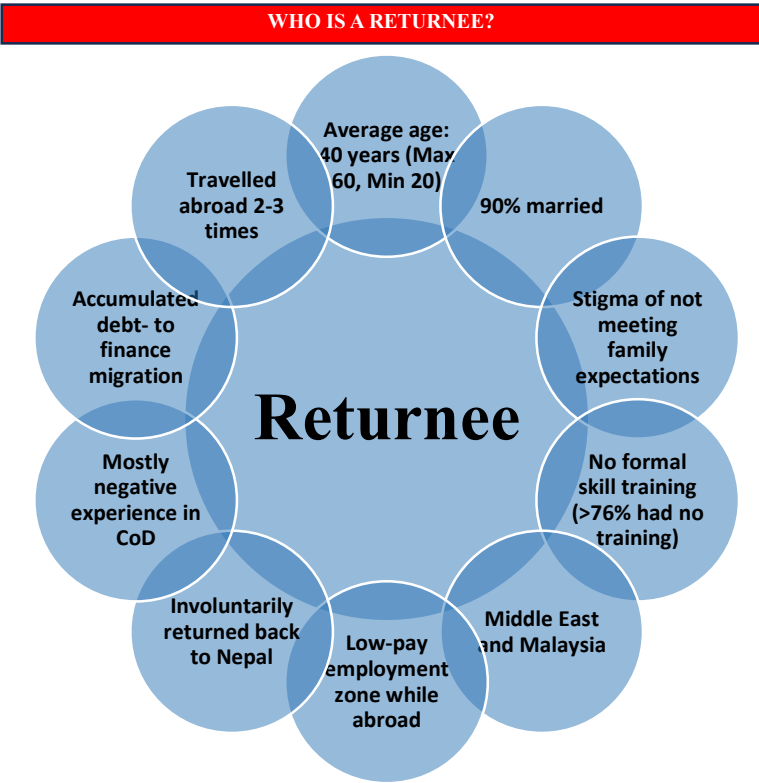 WHO IS A RETURNEE?
Average age:
40 years (Max
60, Min 20)
90% married
Stigma of not
meeting
family
expectations
No formal
skill training
(>76% had no
training)
Middle East
and Malaysia
Low-pay
employment
zone while
abroad
Involuntarily
returned back
to Nepal
Mostly
negative
experience in
CoD
Accumulated
debt- to
finance
migration
Travelled
abroad 2-3
times
Returnee